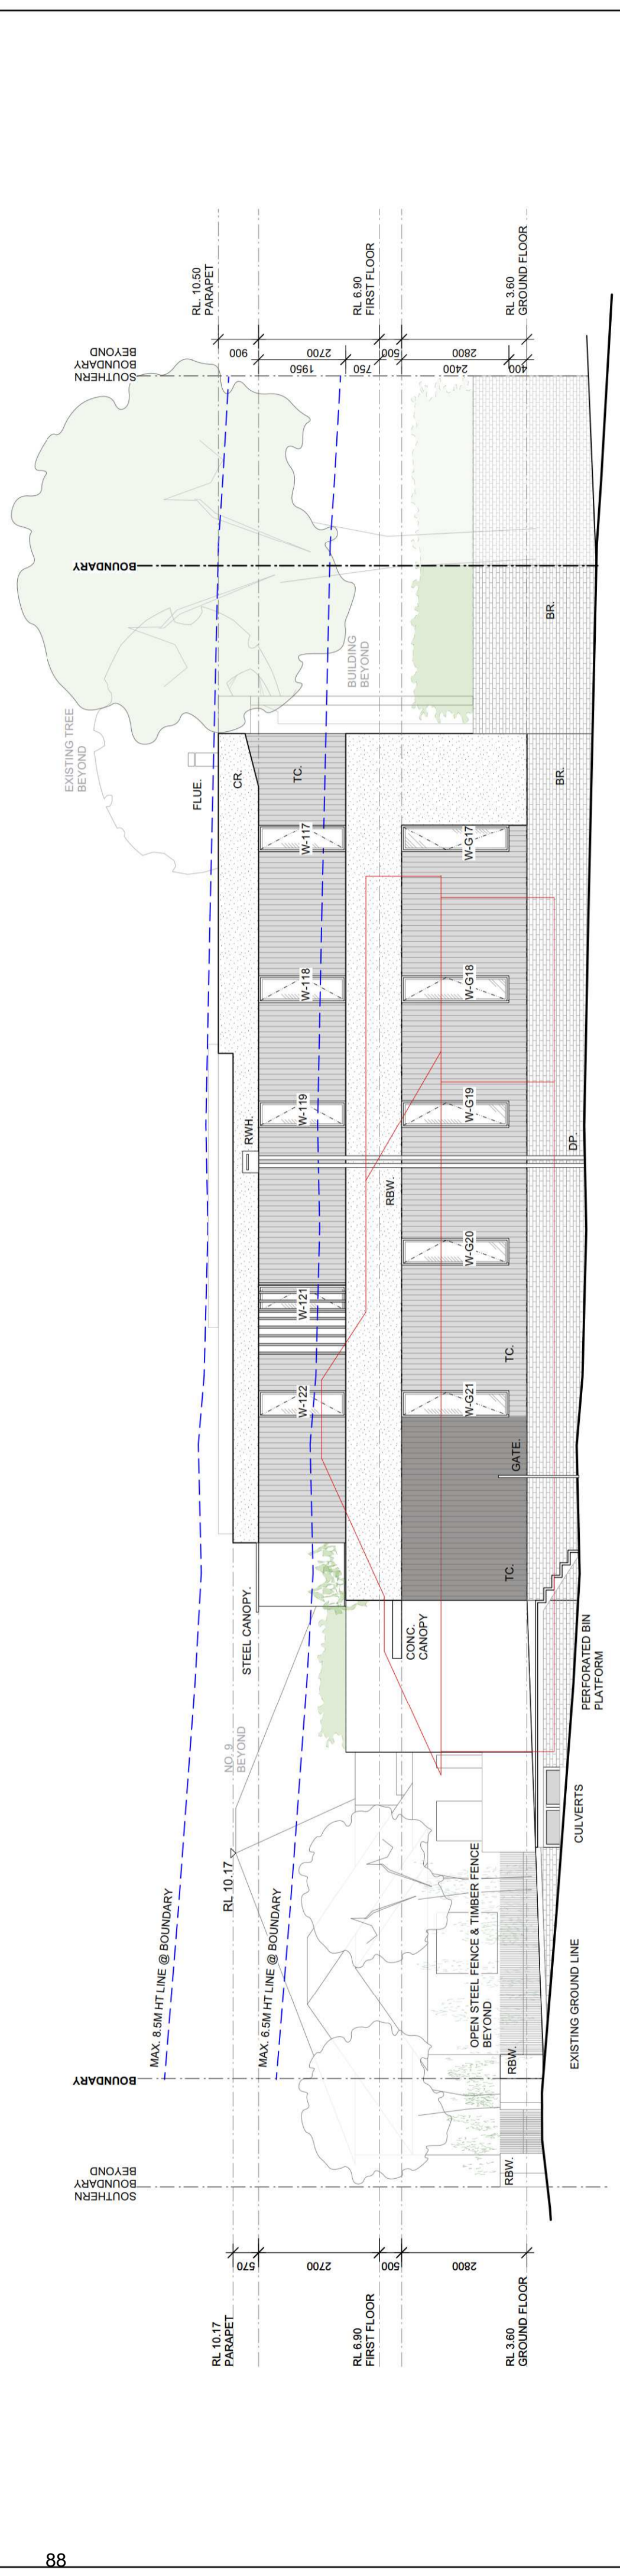 SOUTHERN
BOUNDARY
BEYOND
BOUNDARY
MAX. 8.5M HT LINE @ BOUNDARY
MAX. 6.5M HT LINE @ BOUNDARY
RL 10.17
NO. 9
BEYOND
STEEL CANOPY.
RWH.
FLUE.
CR.
TC.
EXISTING TREE
BEYOND
BUILDING
BEYOND
BOUNDARY
SOUTHERN
BOUNDARY
BEYOND
RL 10.17
PARAPET
570
2700
RL 6.90
FIRST FLOOR
500
2800
RL 3.60
GROUND FLOOR
RL. 10.50
PARAPET
900
2700
1950
RL 6.90
FIRST FLOOR
750
500
2800
2400
400
RL 3.60
GROUND FLOOR
W-122
W-121
W-119
W-118
W-117
RBW.
CONC.
CANOPY
W-G21
W-G20
W-G19
W-G18
W-G17
OPEN STEEL FENCE & TIMBER FENCE
BEYOND
RBW.
RBW.
TC.
GATE.
TC.
DP.
BR.
BR.
EXISTING GROUND LINE
CULVERTS
PERFORATED BIN
PLATFORM
88